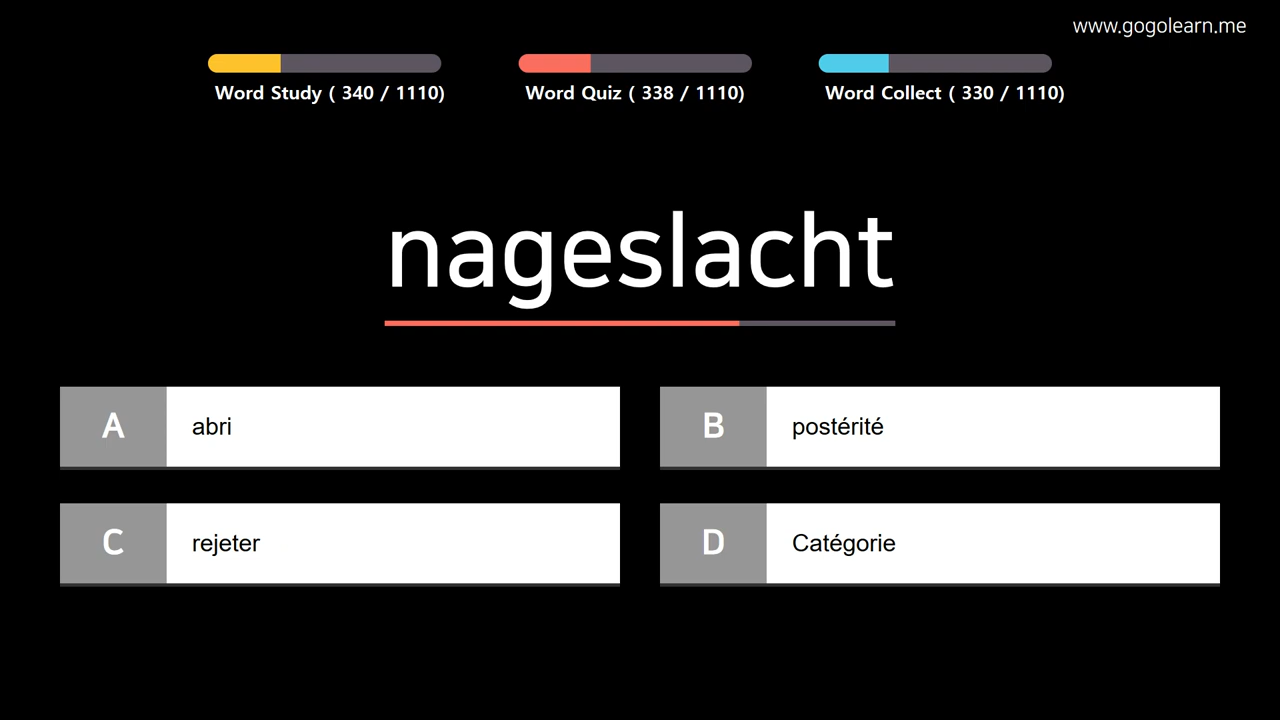 www.gogolearn.me
Word Study ( 340 / 1110)
Word Quiz ( 338 / 1110)
Word Collect ( 330 / 1110)
nageslacht
A abri
B postérité
C rejeter
D Catégorie